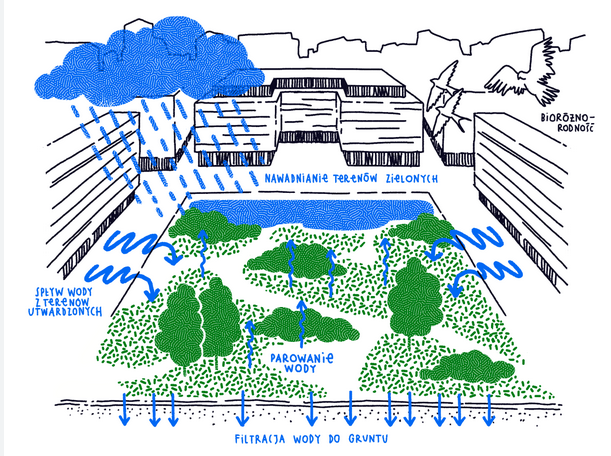 BIORÓŻNO-
RODNOŚĆ
NAWADNIANIE TERENÓW ZIELONYCH
SPŁYW WODY
Z TERENÓW
UTWARDZONYCH
PAROWANIE
WODY
FILTRACJA WODY DO GRUNTU